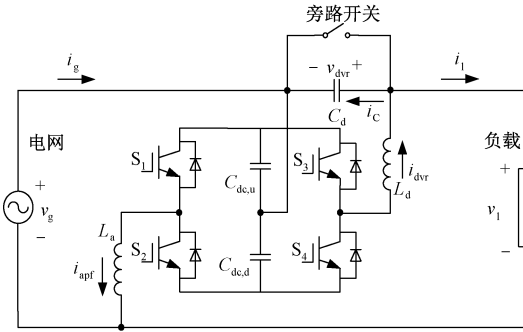 旁路开关
i_g
− v_dvr +
i_1
C_d
i_C
电网
S_1
C_dc,u
S_3
i_dvr
负载
L_d
+
v_g
−
L_a
S_2
C_dc,d
S_4
i_apf
+
v_1
−